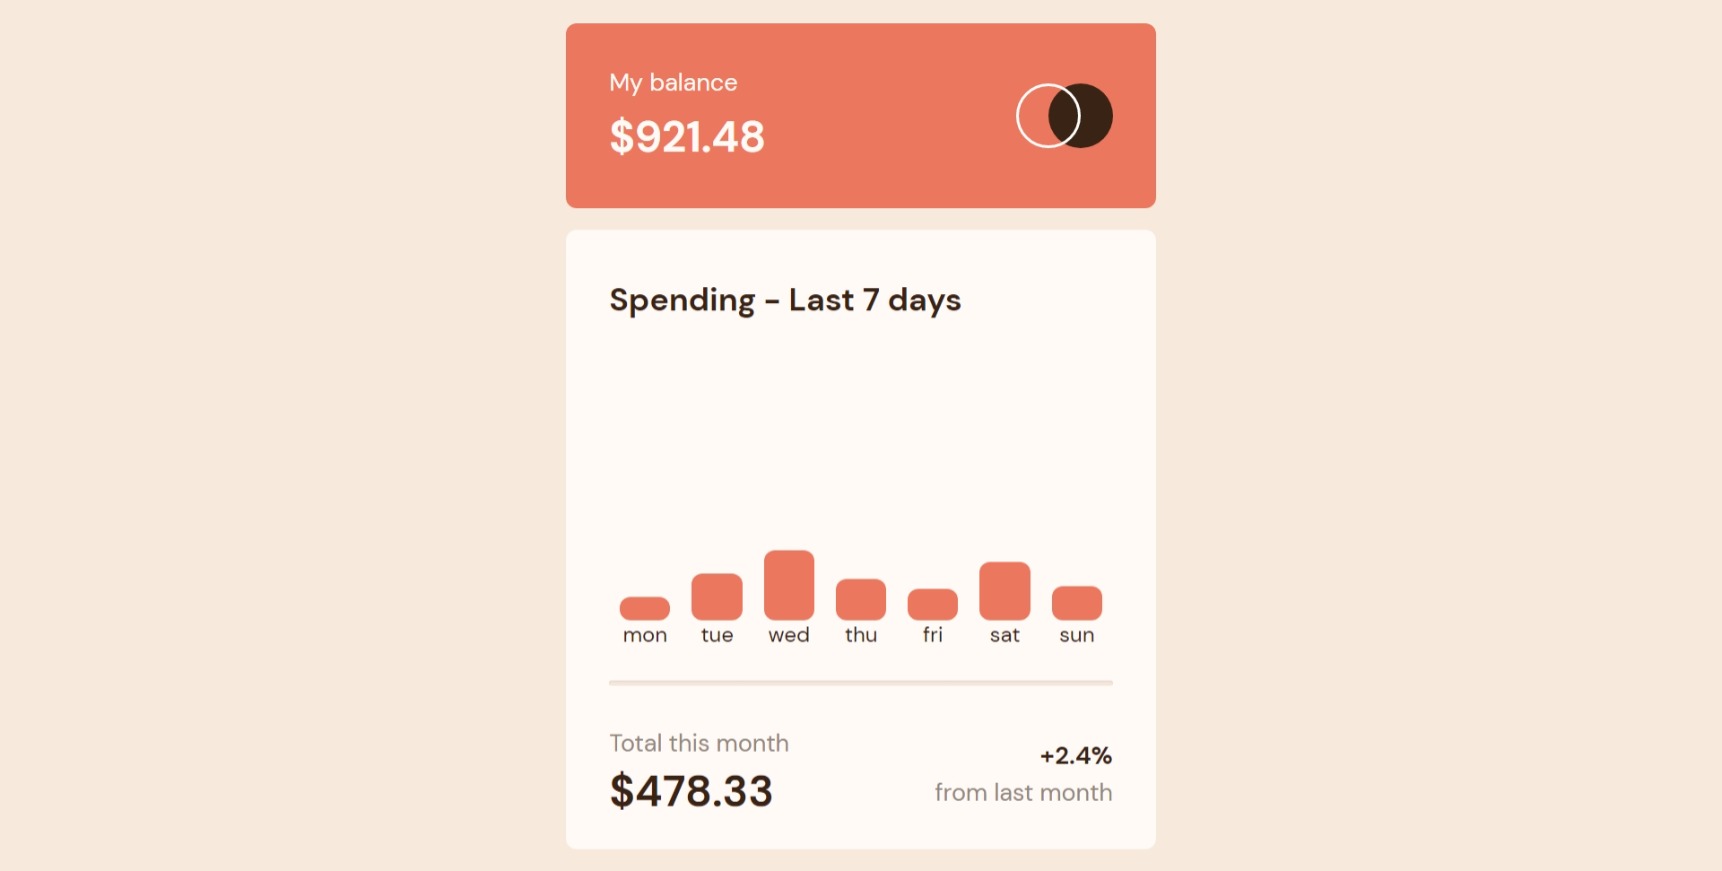 My balance
$921.48
Spending - Last 7 days
mon tue wed thu fri sat sun
Total this month
$478.33
+2.4%
from last month